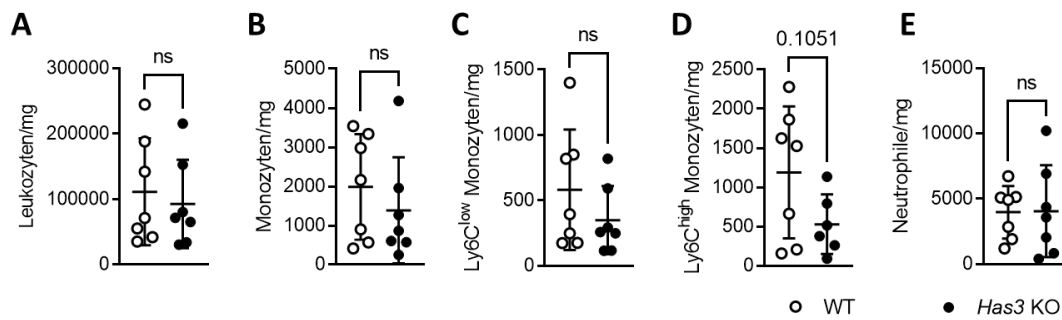 A
B
C
D
E
ns
ns
ns
0.1051
ns
Leukozyten/mg
300000
200000
100000
0
Monozyten/mg
5000
4000
3000
2000
1000
0
Ly6Clow Monozyten/mg
1500
1000
500
0
Ly6Chigh Monozyten/mg
2500
2000
1500
1000
500
0
Neutrophile/mg
15000
10000
5000
0
WT
Has3 KO